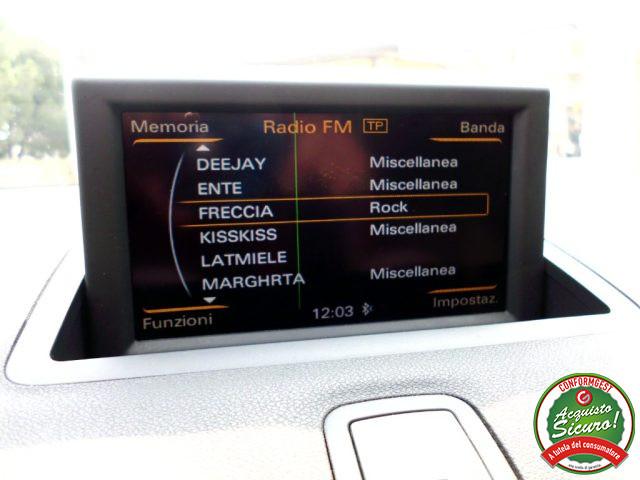 Memoria Radio FM TP Banda
DEEJAY Miscellanea
ENTE Miscellanea
FRECCIA Rock
KISSKISS Miscellanea
LATMIELE
MARGHRTA Miscellanea
Funzioni 12:03 Impostaz.
CONFORMGEST
Acquisto
Sicuro!
A tutela del consumatore